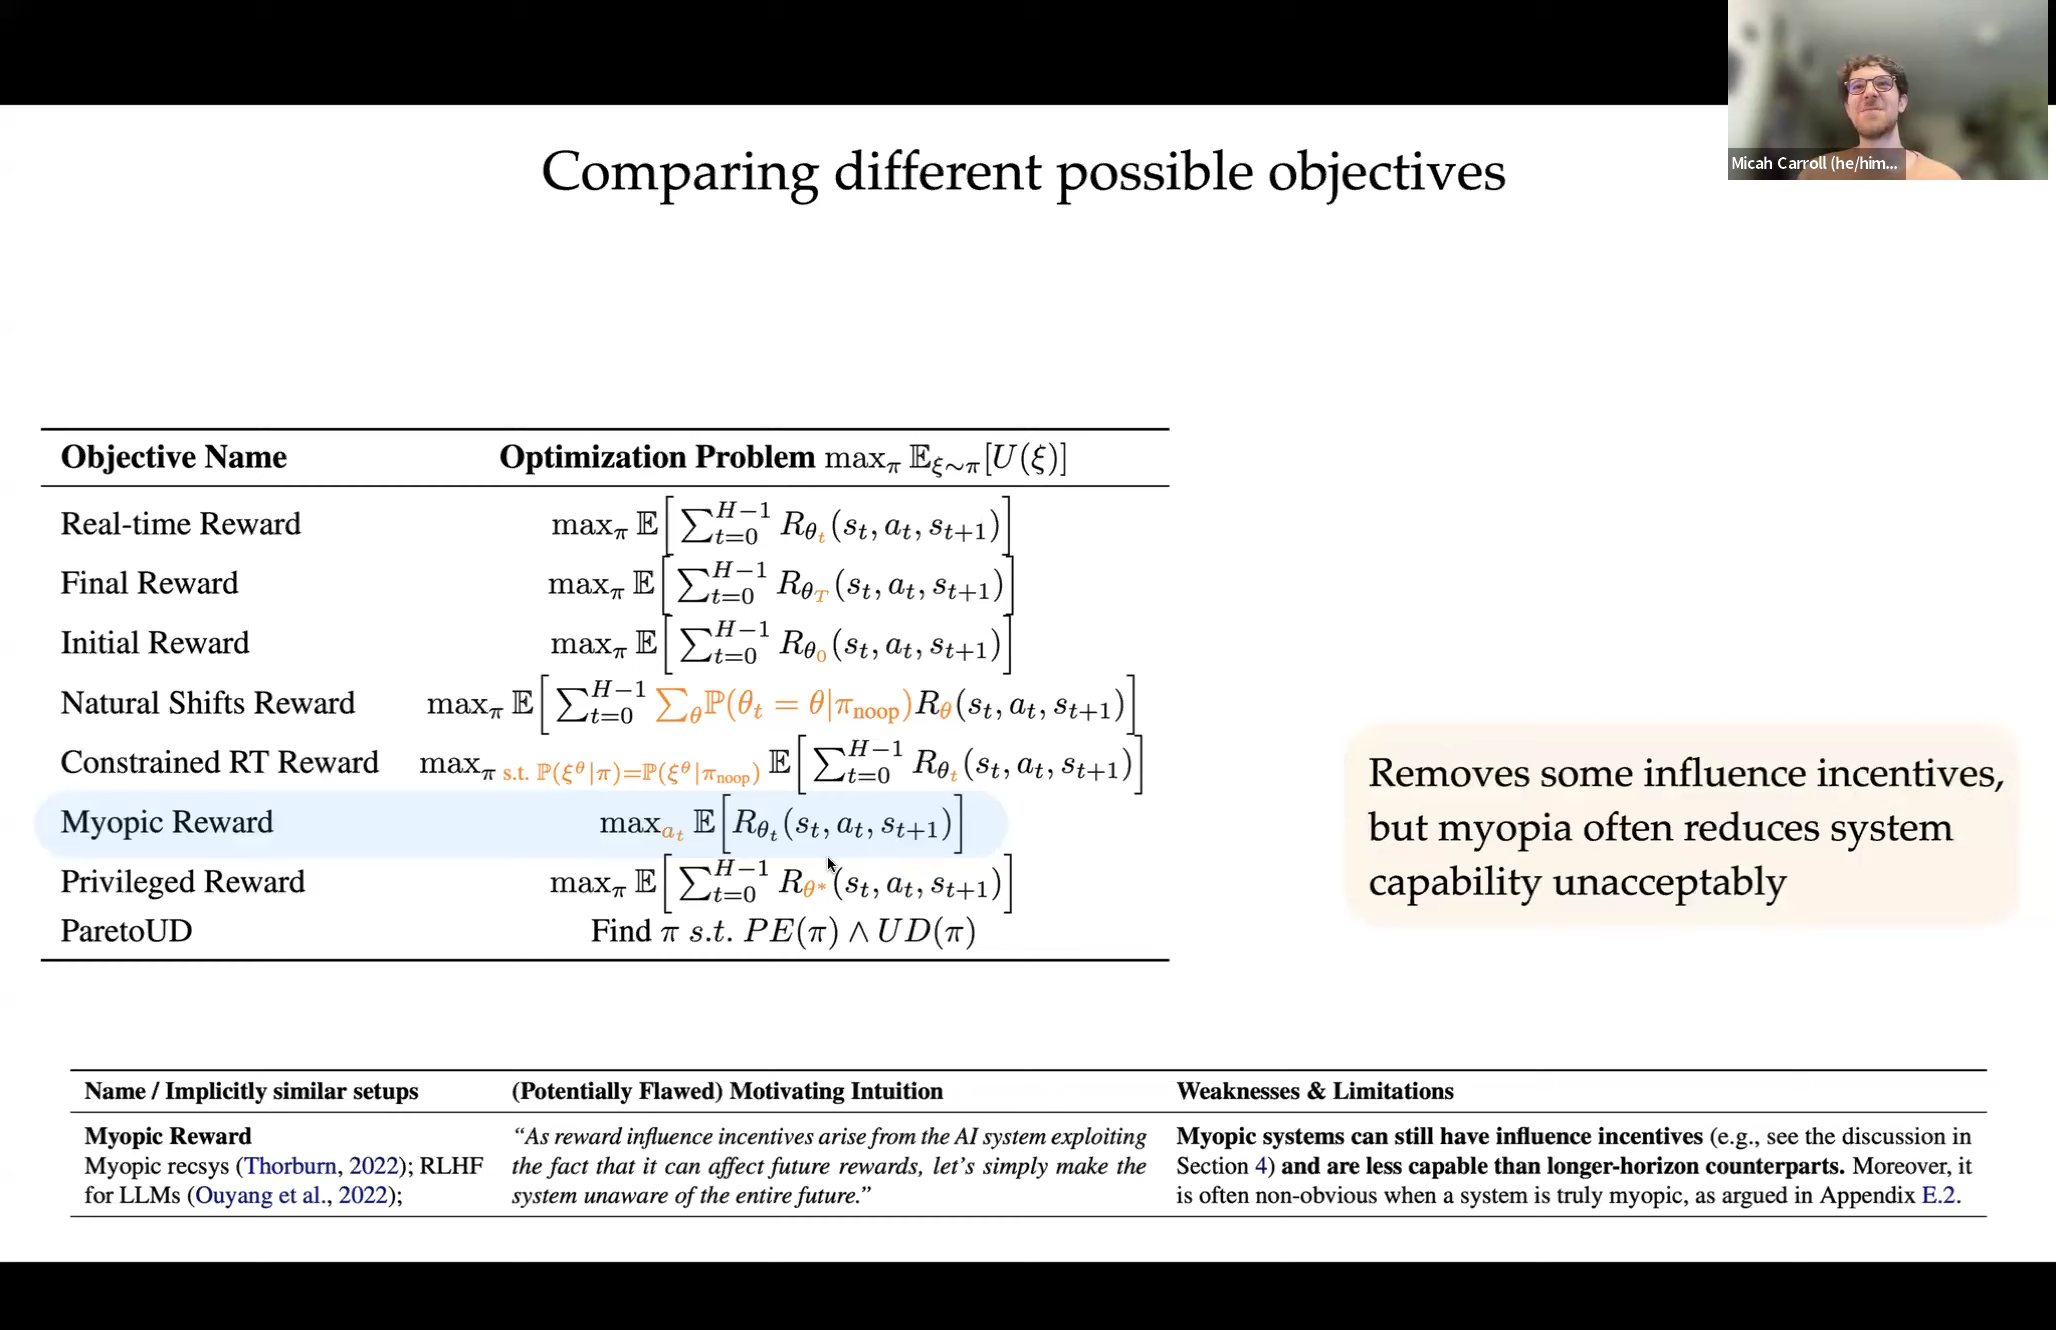 Micah Carroll (he/him...
Comparing different possible objectives
Objective Name Optimization Problem max_π 𝔼_{ξ∼π}[U(ξ)]
Real-time Reward max_π 𝔼[∑_{t=0}^{H−1} R_{θ_t}(s_t, a_t, s_{t+1})]
Final Reward max_π 𝔼[∑_{t=0}^{H−1} R_{θ_T}(s_t, a_t, s_{t+1})]
Initial Reward max_π 𝔼[∑_{t=0}^{H−1} R_{θ_0}(s_t, a_t, s_{t+1})]
Natural Shifts Reward max_π 𝔼[∑_{t=0}^{H−1} ∑_θ ℙ(θ_t = θ|π_noop)R_θ(s_t, a_t, s_{t+1})]
Constrained RT Reward max_{π s.t. ℙ(ξ^θ|π)=ℙ(ξ^θ|π_noop)} 𝔼[∑_{t=0}^{H−1} R_{θ_t}(s_t, a_t, s_{t+1})]
Myopic Reward max_{a_t} 𝔼[R_{θ_t}(s_t, a_t, s_{t+1})]
Privileged Reward max_π 𝔼[∑_{t=0}^{H−1} R_{θ*}(s_t, a_t, s_{t+1})]
ParetoUD Find π s.t. PE(π) ∧ UD(π)
Removes some influence incentives,
but myopia often reduces system
capability unacceptably
Name / Implicitly similar setups (Potentially Flawed) Motivating Intuition Weaknesses & Limitations
Myopic Reward
Myopic recsys (Thorburn, 2022); RLHF
for LLMs (Ouyang et al., 2022);
“As reward influence incentives arise from the AI system exploiting
the fact that it can affect future rewards, let’s simply make the
system unaware of the entire future.”
Myopic systems can still have influence incentives (e.g., see the discussion in
Section 4) and are less capable than longer-horizon counterparts. Moreover, it
is often non-obvious when a system is truly myopic, as argued in Appendix E.2.